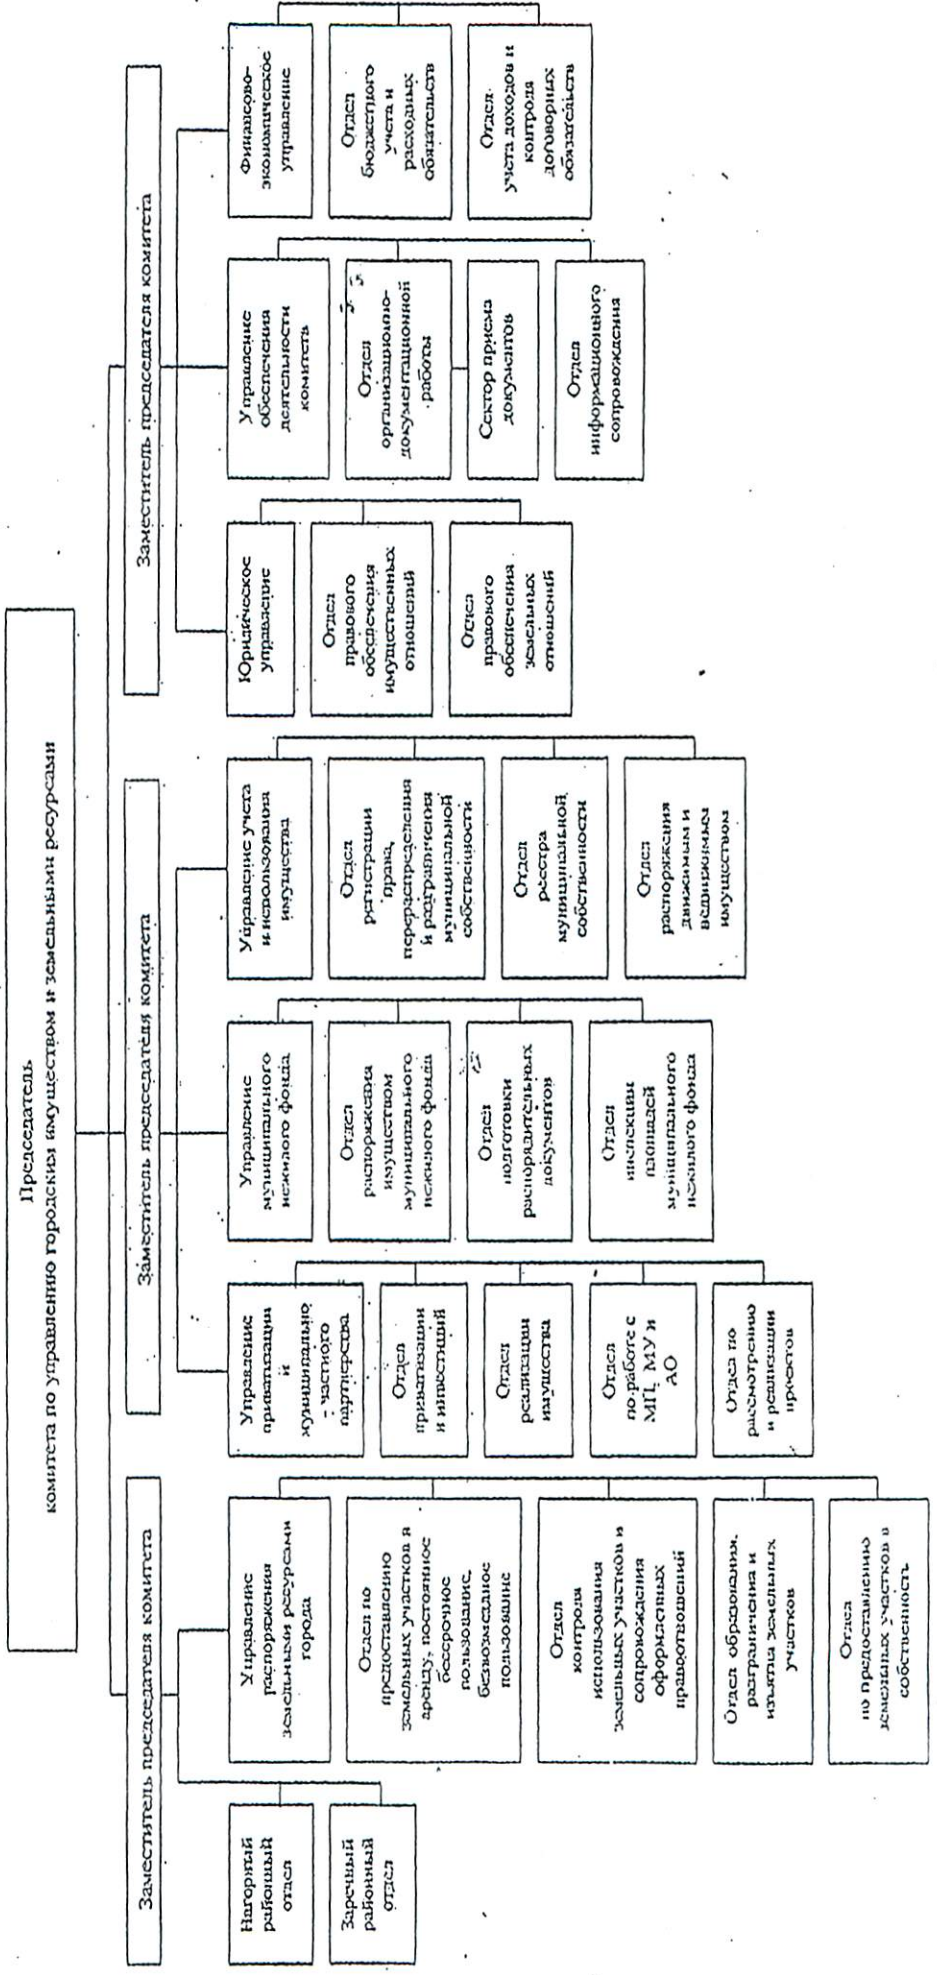 Председатель
комитета по управлению городским имуществом и земельными ресурсами
Заместитель председателя комитета
Нагорный
районный
отдел
Заречный
районный
отдел
Управление
распоряжения
земельными ресурсами
города
Отдел по
предоставлению
земельных участков в
аренду, постоянное
бессрочное
пользование,
безвозмездное
пользование
Отдел
контроля
использования
земельных участков и
сопровождения
оформленных
правоотношений
Отдел образования,
разграничения и
изъятия земельных
участков
Отдел
по предоставлению
земельных участков в
собственность
Заместитель председателя комитета
Управление
приватизации
и
муниципально
- частного
партнерства
Отдел
приватизации
и инвестиций
Отдел
реализации
имущества
Отдел
по работе с
МП, МУ и
АО
Отдел по
рассмотрению
и реализации
проектов
Управление
муниципального
нежилого фонда
Отдел
распоряжения
имуществом
муниципального
нежилого фонда
Отдел
подготовки
распорядительных
документов
Отдел
инспекции
площадей
муниципального
нежилого фонда
Управление учета
и использования
имущества
Отдел
регистрации
права,
перераспределения
и разграничения
муниципальной
собственности
Отдел
реестра
муниципальной
собственности
Отдел
распоряжения
движимым и
недвижимым
имуществом
Заместитель председателя комитета
Юридическое
управление
Отдел
правового
обеспечения
имущественных
отношений
Отдел
правового
обеспечения
земельных
отношений
Управление
обеспечения
деятельности
комитета
Отдел
организационно-
документационной
работы
Сектор приема
документов
Отдел
информационного
сопровождения
Финансово-
экономическое
управление
Отдел
бюджетного
учета и
расходных
обязательств
Отдел
учета доходов и
контроля
договорных
обязательств